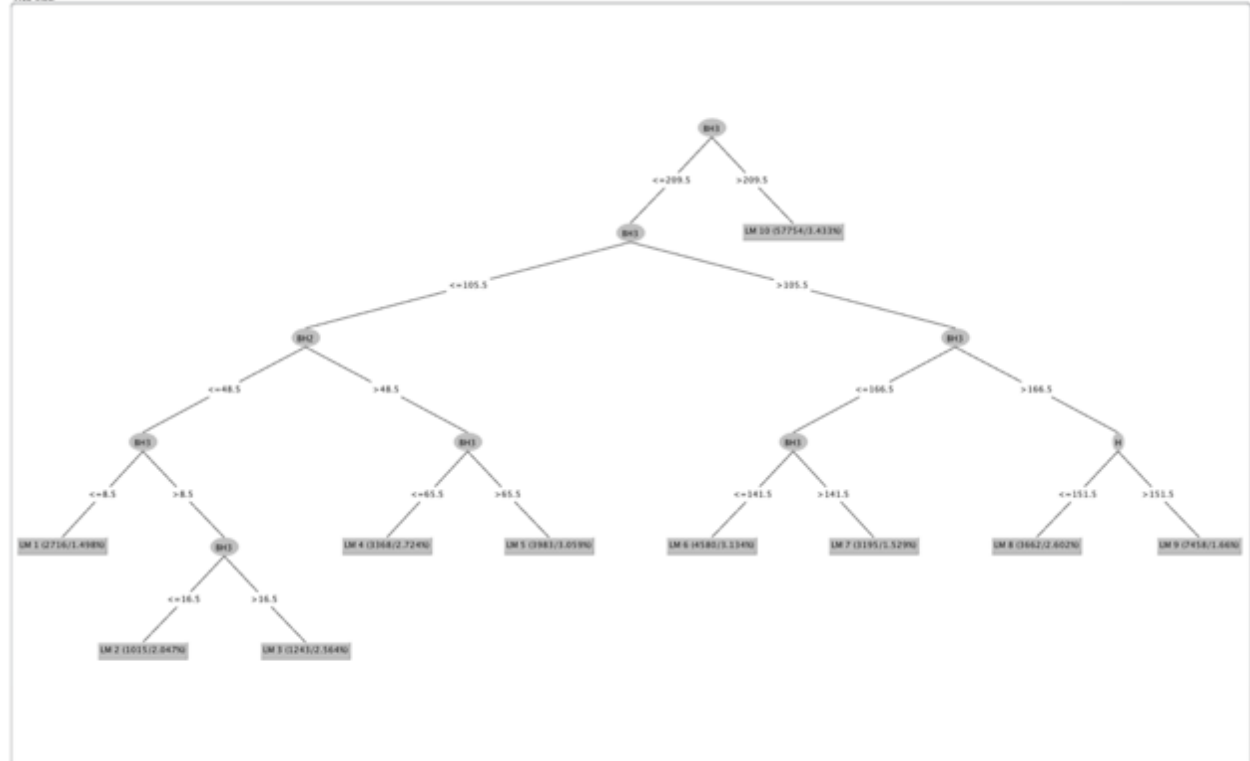 BH3
<=209.5 >209.5
BH3 LM 10 (57754/3.433%)
<=105.5 >105.5
BH2 BH3
<=48.5 >48.5 <=166.5 >166.5
BH3 BH3 BH3 H
<=8.5 >8.5 <=65.5 >65.5 <=141.5 >141.5 <=151.5 >151.5
LM 1 (2716/1.498%) BH3 LM 4 (3368/2.724%) LM 5 (3983/3.059%) LM 6 (4580/3.134%) LM 7 (3195/1.529%) LM 8 (3662/2.602%) LM 9 (7458/1.66%)
<=16.5 >16.5
LM 2 (1015/2.047%) LM 3 (1243/2.564%)